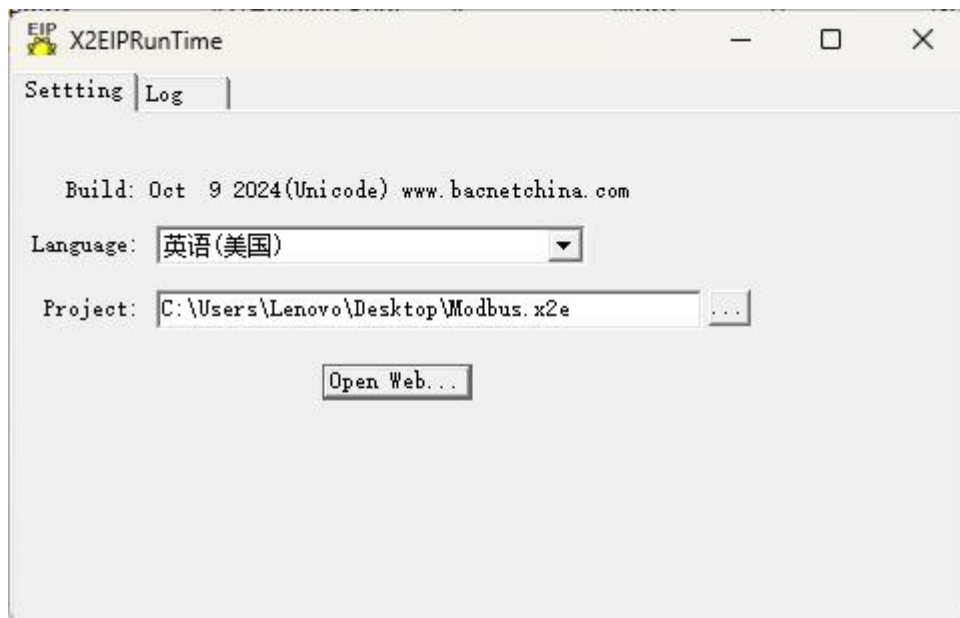 EIP X2EIPRunTime
Settting Log
Build: Oct  9 2024(Unicode) www.bacnetchina.com
Language: 英语(美国)
Project: C:\Users\Lenovo\Desktop\Modbus.x2e ...
Open Web...